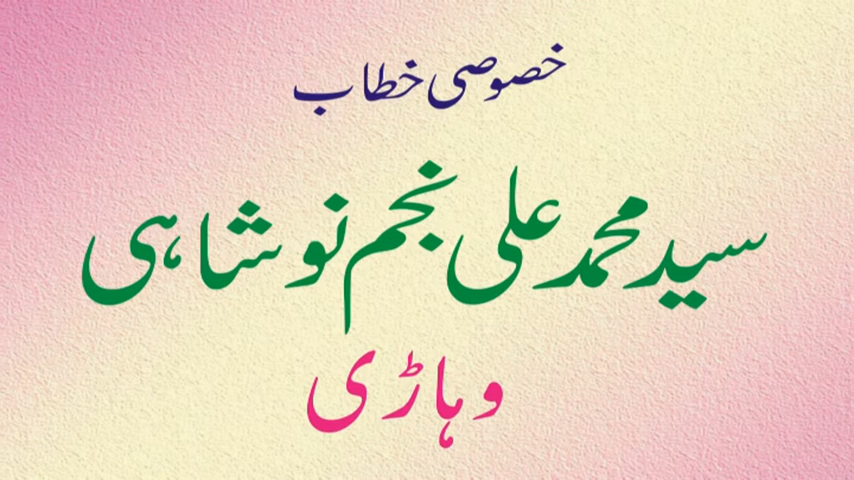 خصوصی خطاب
سید محمد علی نجم نوشاہی
وہاڑی